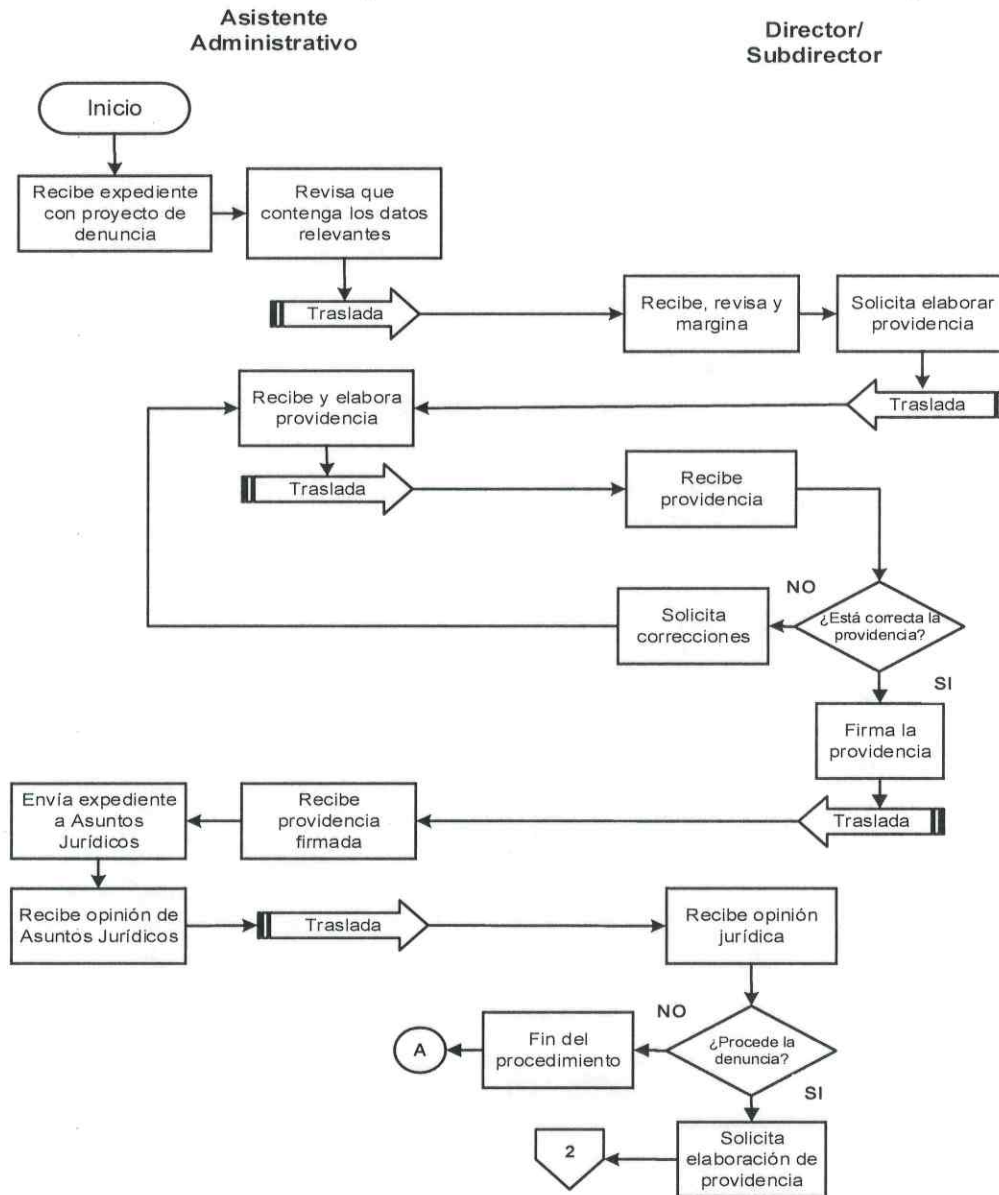 Asistente
Administrativo
Director/
Subdirector
Inicio
Recibe expediente
con proyecto de
denuncia
Revisa que
contenga los datos
relevantes
Traslada
Recibe, revisa y
margina
Solicita elaborar
providencia
Traslada
Recibe y elabora
providencia
Traslada
Recibe
providencia
¿Está correcta la
providencia?
NO
Solicita
correcciones
SI
Firma la
providencia
Traslada
Recibe
providencia
firmada
Envía expediente
a Asuntos
Jurídicos
Recibe opinión de
Asuntos Jurídicos
Traslada
Recibe opinión
jurídica
¿Procede la
denuncia?
NO
Fin del
procedimiento
A
SI
Solicita
elaboración de
providencia
2